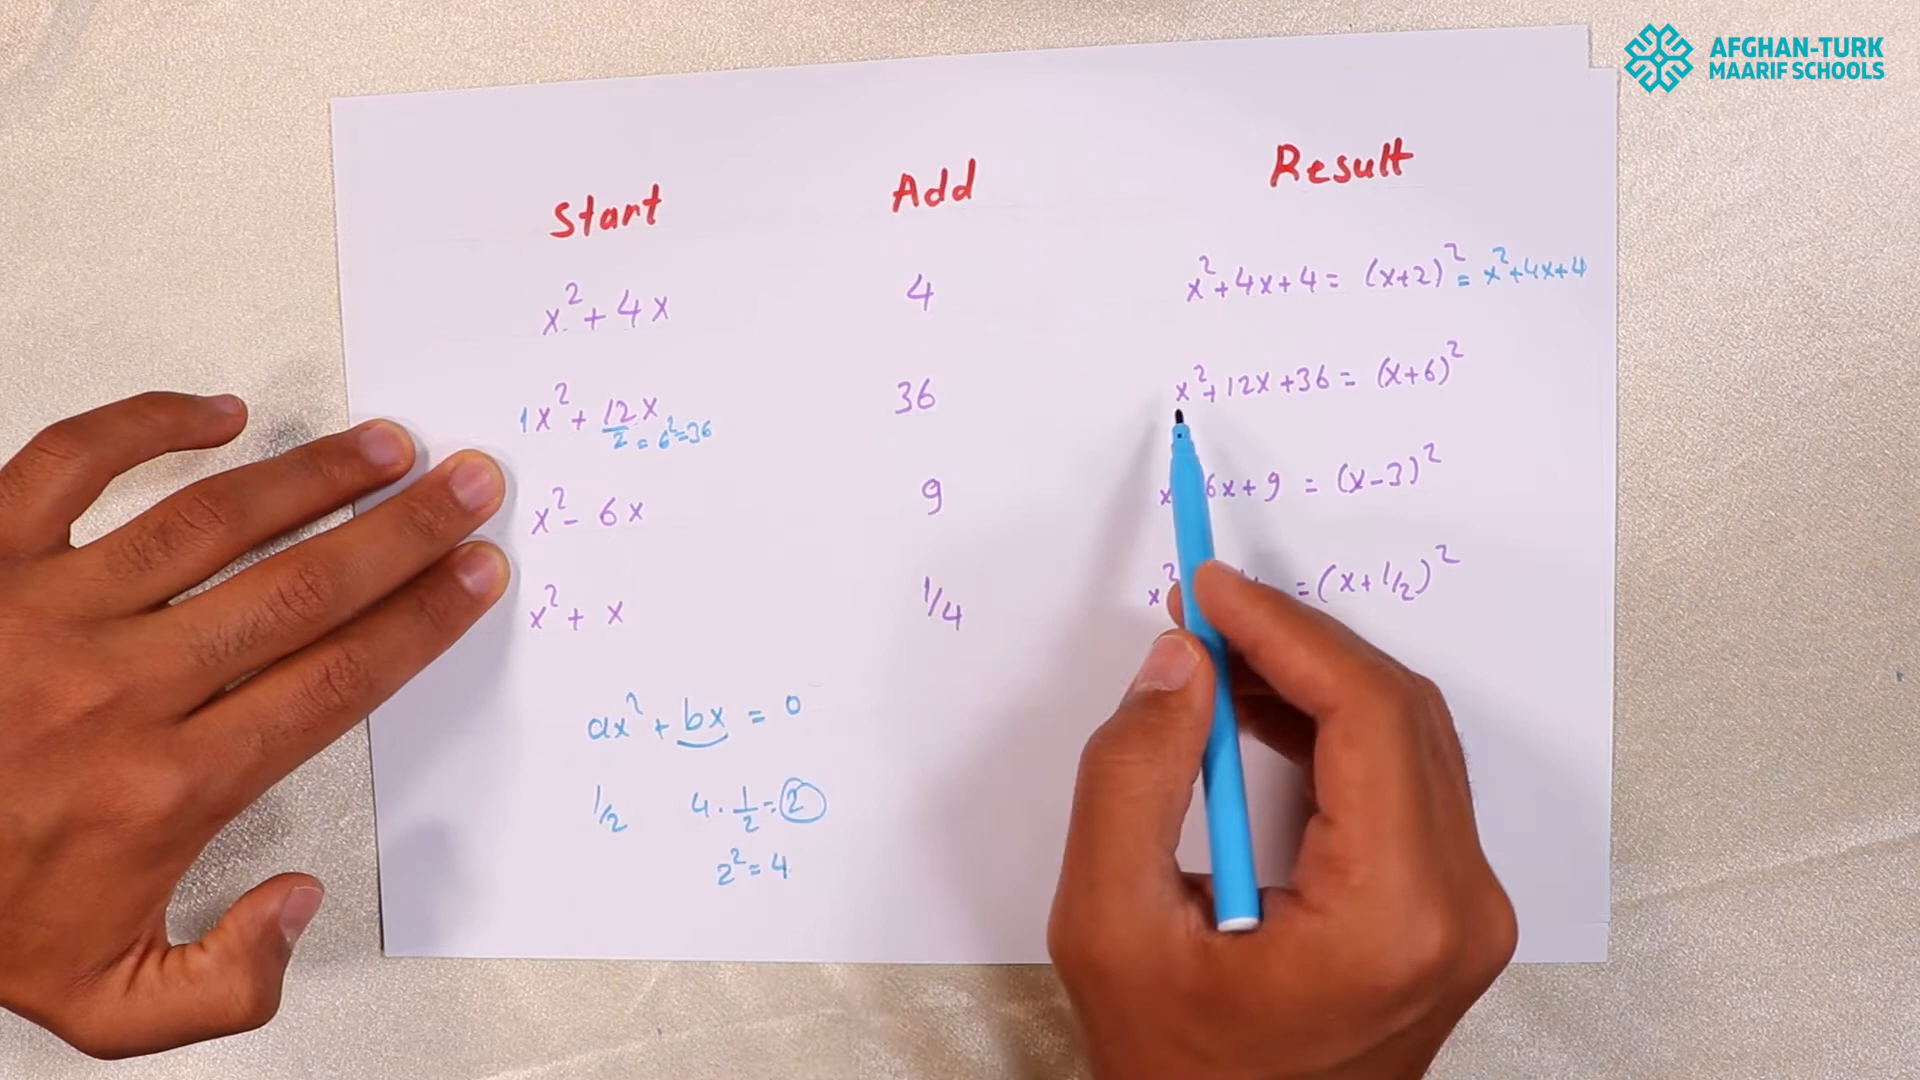 AFGHAN-TURK
MAARIF SCHOOLS
Start Add Result
x² + 4x 4 x² + 4x + 4 = (x+2)² = x² + 4x + 4
1x² + 12x 36 x² + 12x + 36 = (x+6)²
2 = 6² = 36
x² - 6x 9 x 6x + 9 = (x-3)²
x² + x 1/4 x² = (x + 1/2)²
ax² + bx = 0
1/2 4 · 1/2 = 2
2² = 4